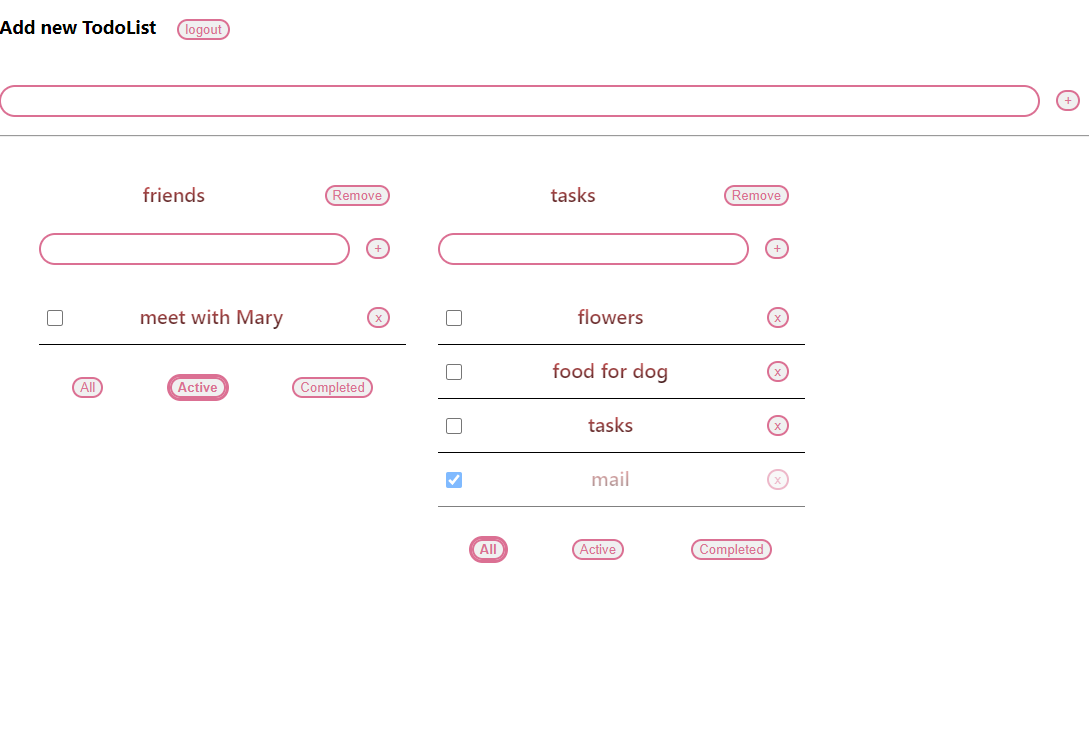 Add new TodoList logout
+
friends Remove
+
meet with Mary x
All Active Completed
tasks Remove
+
flowers x
food for dog x
tasks x
mail x
All Active Completed